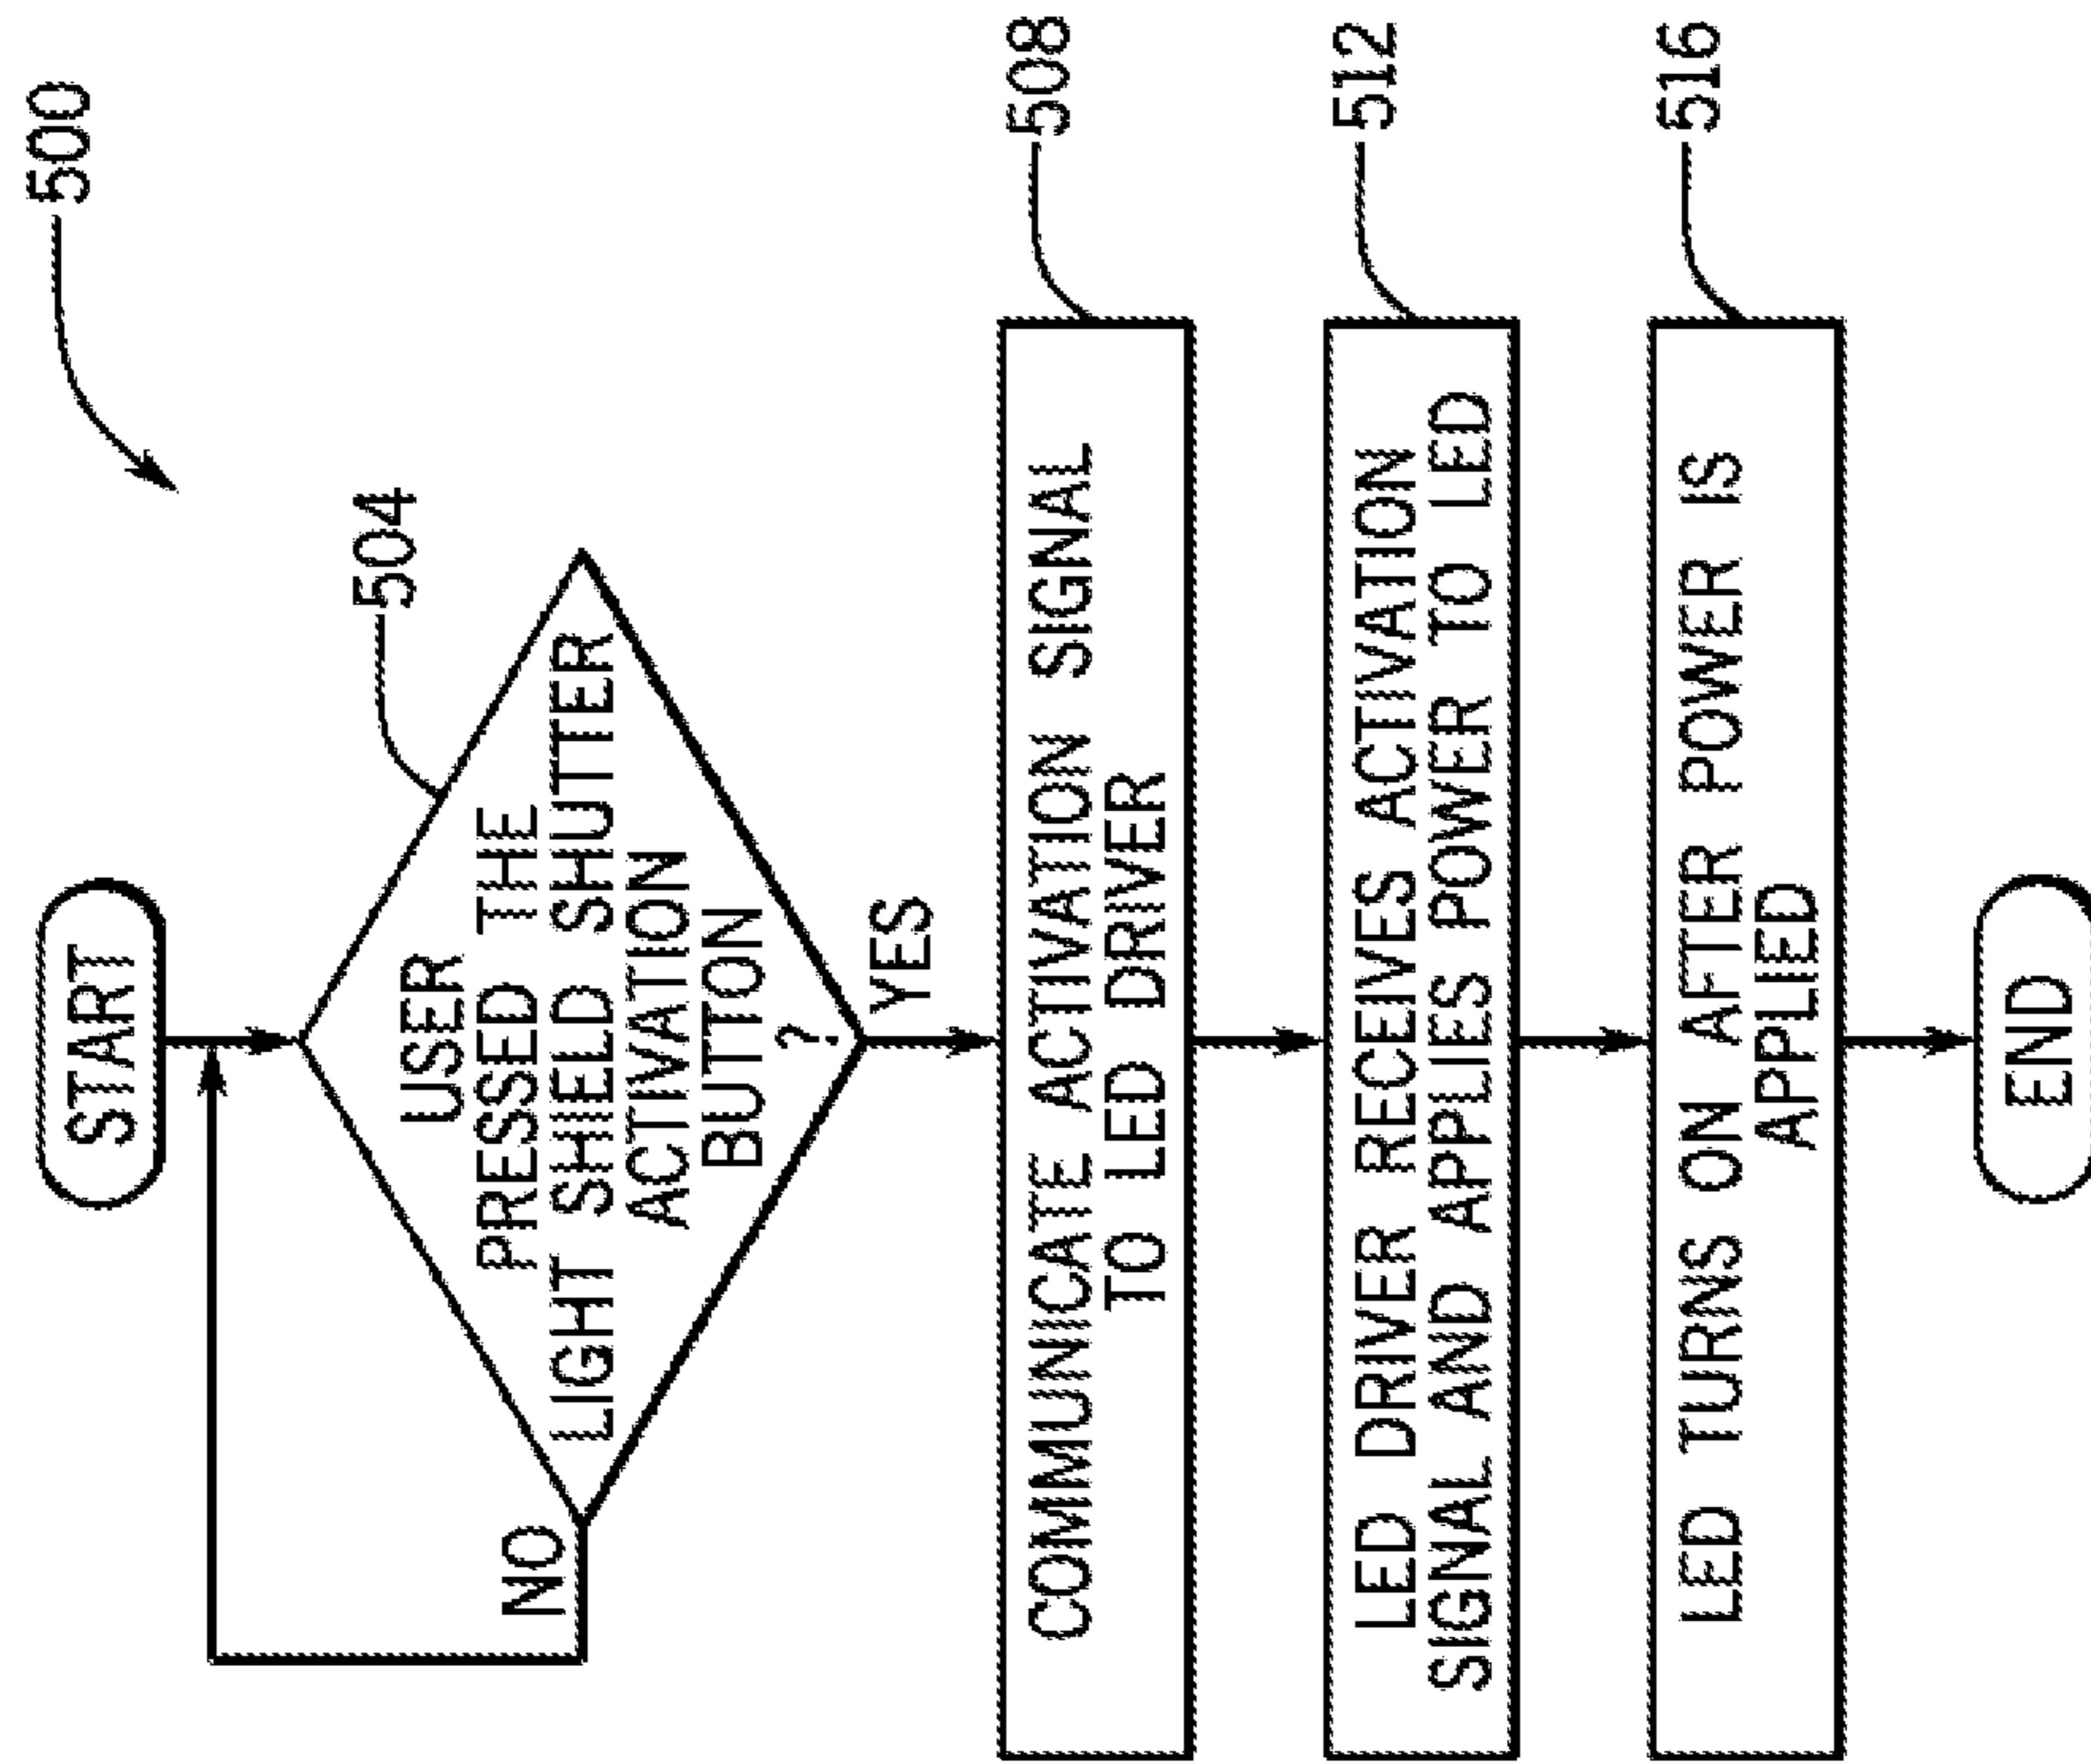 500
START
504
USER
PRESSED THE
LIGHT SHIELD SHUTTER
ACTIVATION
BUTTON
?
NO
YES
508
COMMUNICATE ACTIVATION SIGNAL
TO LED DRIVER
512
LED DRIVER RECEIVES ACTIVATION
SIGNAL AND APPLIES POWER TO LED
516
LED TURNS ON AFTER POWER IS
APPLIED
END